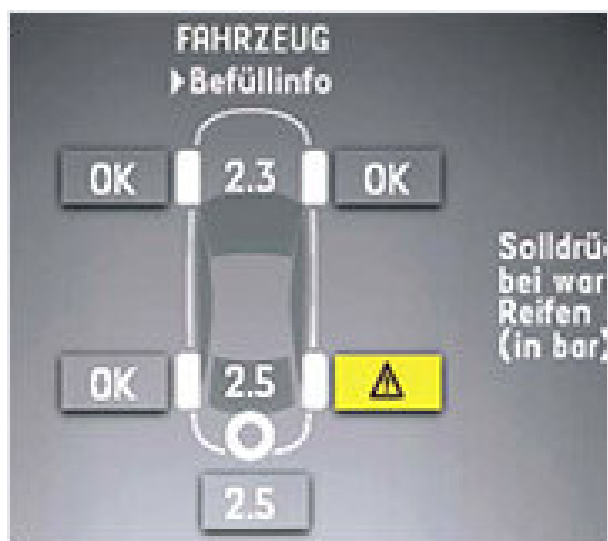 FAHRZEUG
Befüllinfo
OK 2.3 OK
bei
Reifen
(in bar)
OK 2.5
2.5